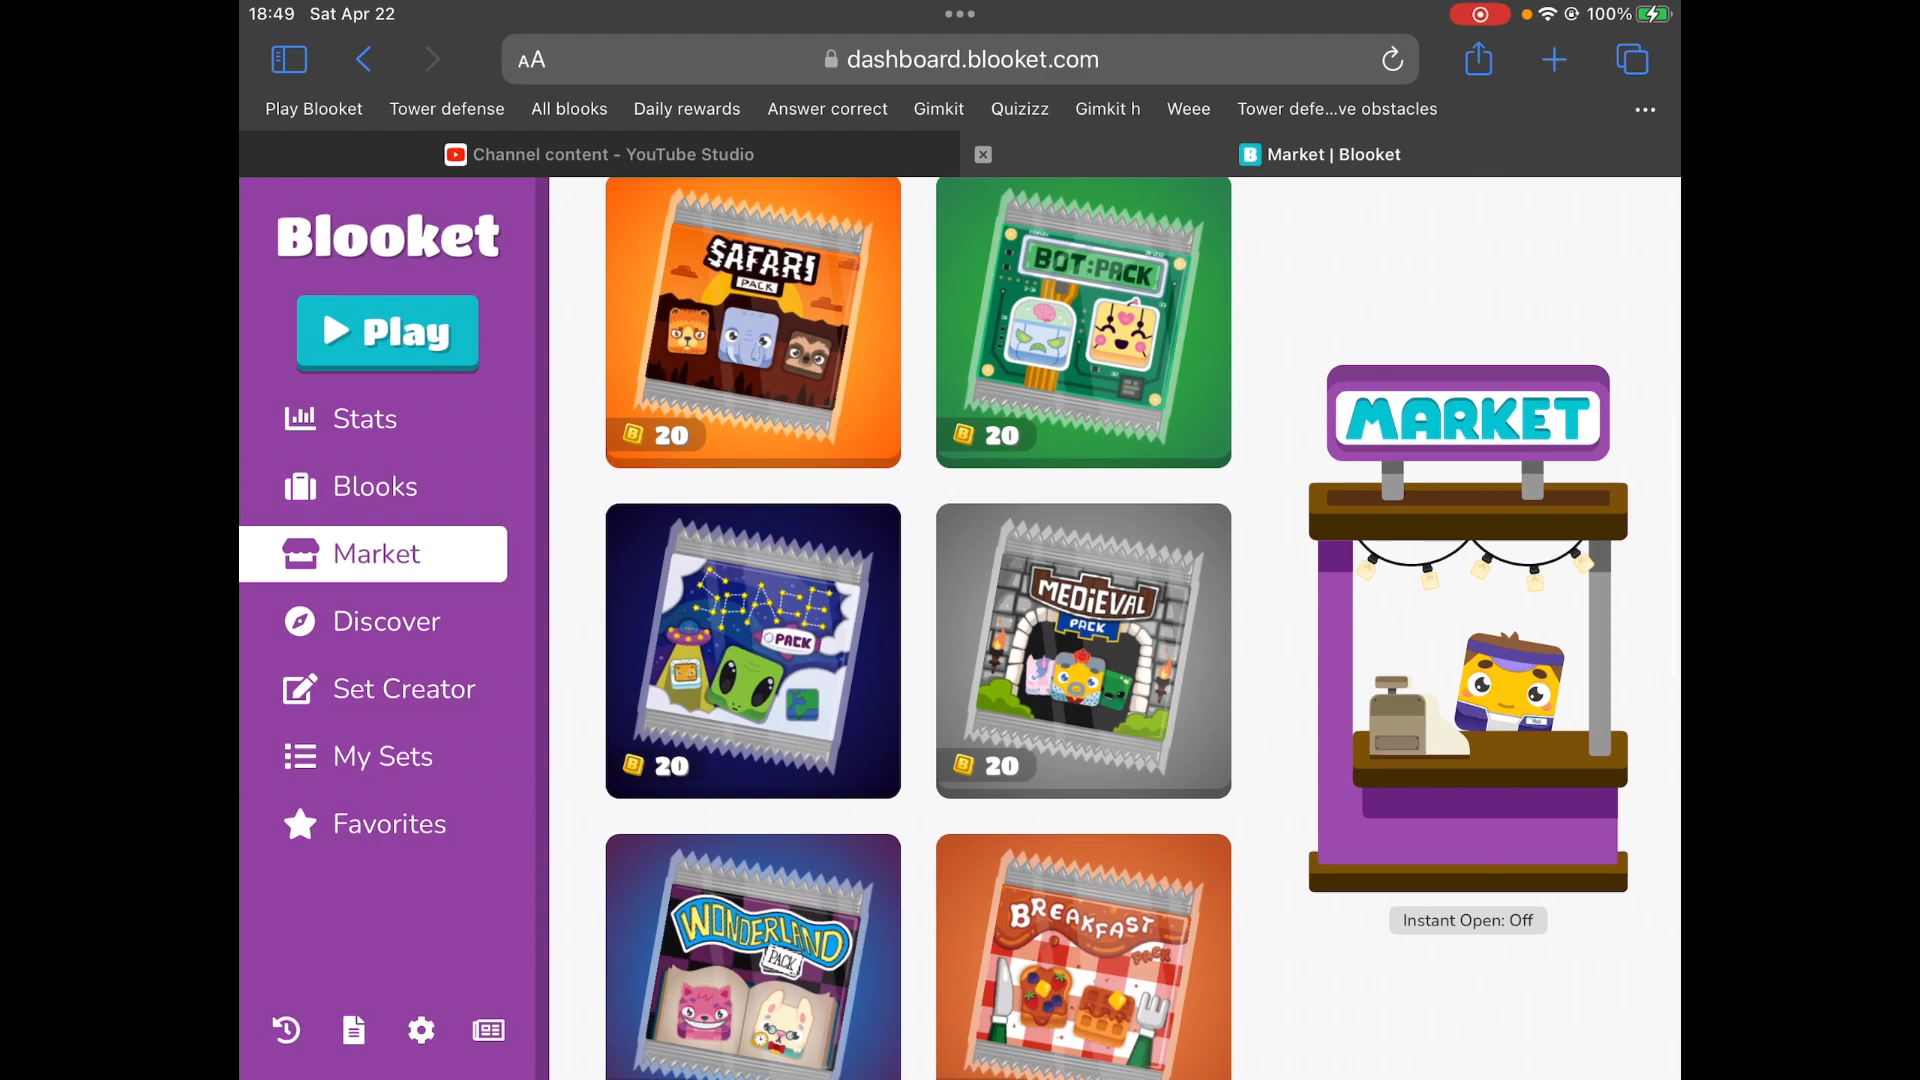 18:49 Sat Apr 22
100%
AA dashboard.blooket.com
Play Blooket Tower defense All blooks Daily rewards Answer correct Gimkit Quizizz Gimkit h Weee Tower defe...ve obstacles
Channel content - YouTube Studio
B Market | Blooket
Blooket
Play
Stats
Blooks
Market
Discover
Set Creator
My Sets
Favorites
SAFARI
PACK
20
BOT:PACK
20
SPACE
PACK
20
MEDIEVAL
PACK
20
WONDERLAND
PACK
BREAKFAST
PACK
MARKET
Instant Open: Off